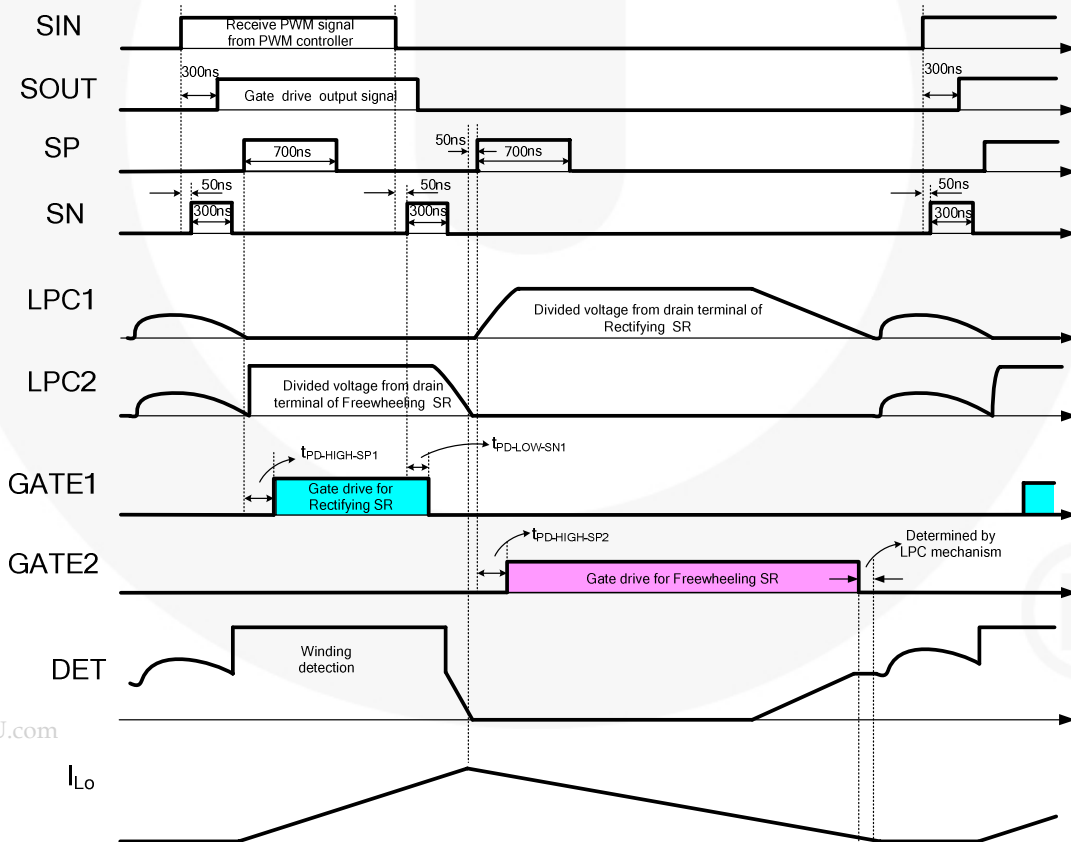 SIN
Receive PWM signal
from PWM controller
300ns
300ns
SOUT
Gate drive output signal
SP
700ns
50ns
700ns
50ns
50ns
50ns
SN
300ns
300ns
300ns
LPC1
Divided voltage from drain terminal of
Rectifying SR
LPC2
Divided voltage from drain
terminal of Freewheeling SR
tPD-HIGH-SP1
tPD-LOW-SN1
GATE1
Gate drive for
Rectifying SR
tPD-HIGH-SP2
Determined by
LPC mechanism
GATE2
Gate drive for Freewheeling SR
DET
Winding
detection
J.com
ILo